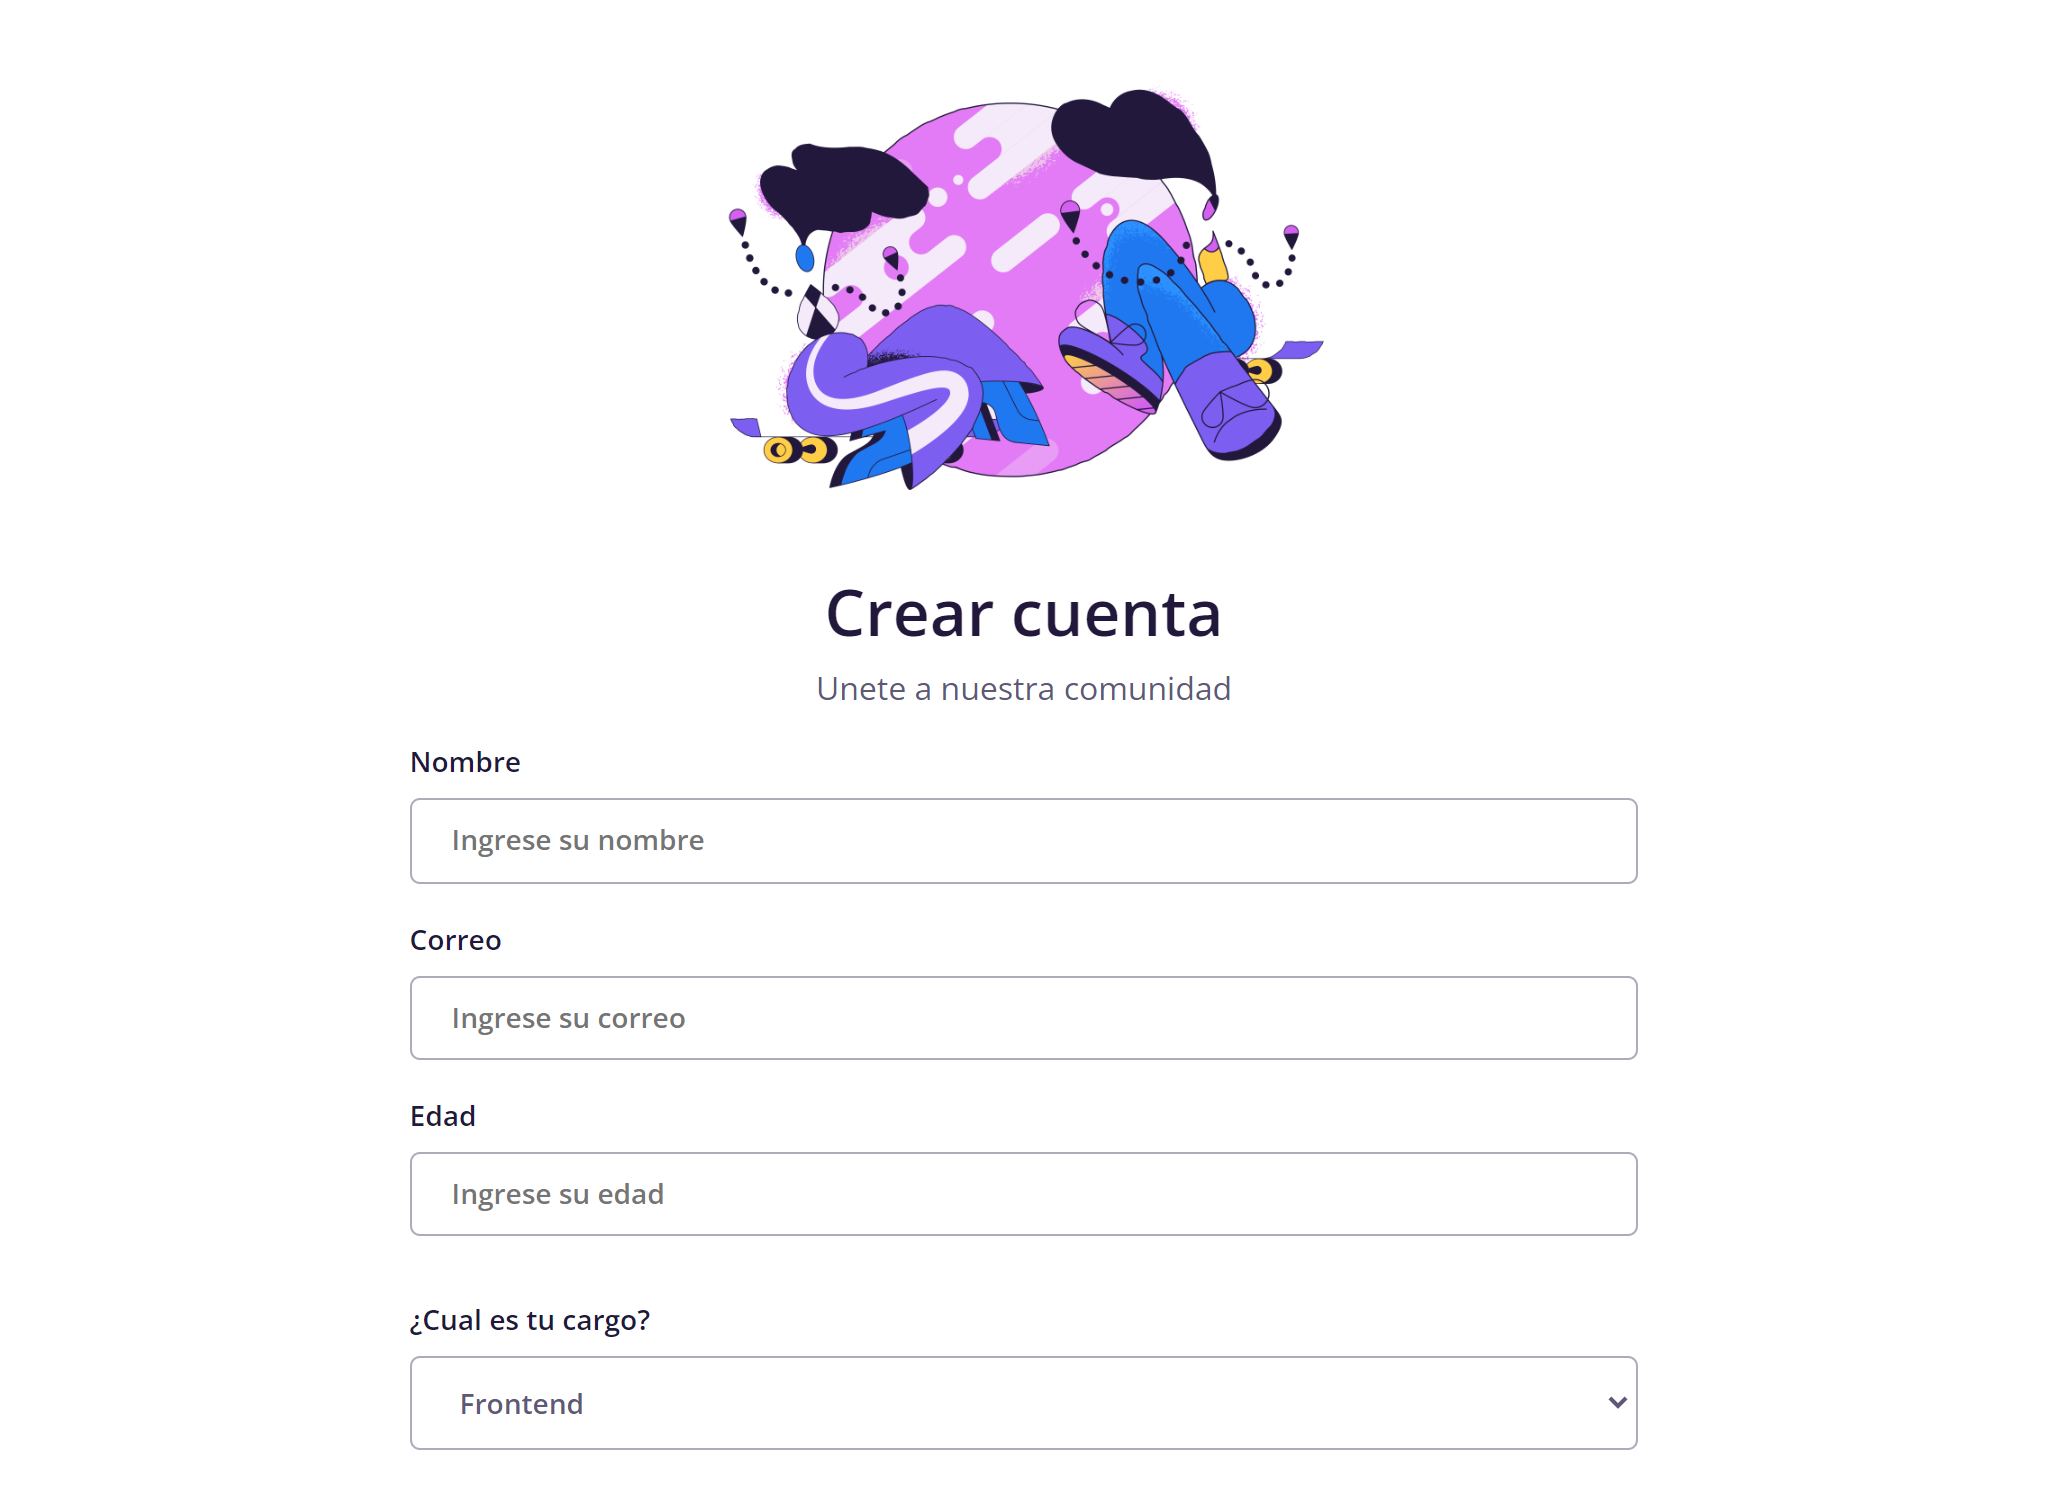 Crear cuenta
Unete a nuestra comunidad
Nombre
Ingrese su nombre
Correo
Ingrese su correo
Edad
Ingrese su edad
¿Cual es tu cargo?
Frontend